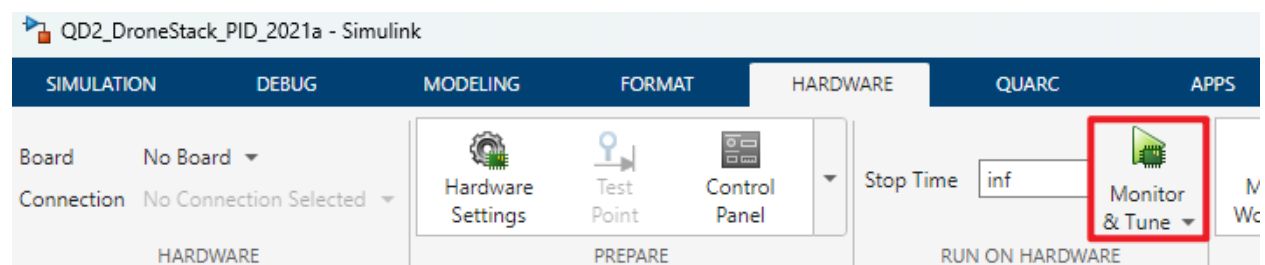 QD2_DroneStack_PID_2021a - Simulink
SIMULATION DEBUG MODELING FORMAT HARDWARE QUARC APPS
Board No Board
Connection No Connection Selected
Hardware Settings
Test Point
Control Panel
Stop Time inf
Monitor & Tune
HARDWARE PREPARE RUN ON HARDWARE